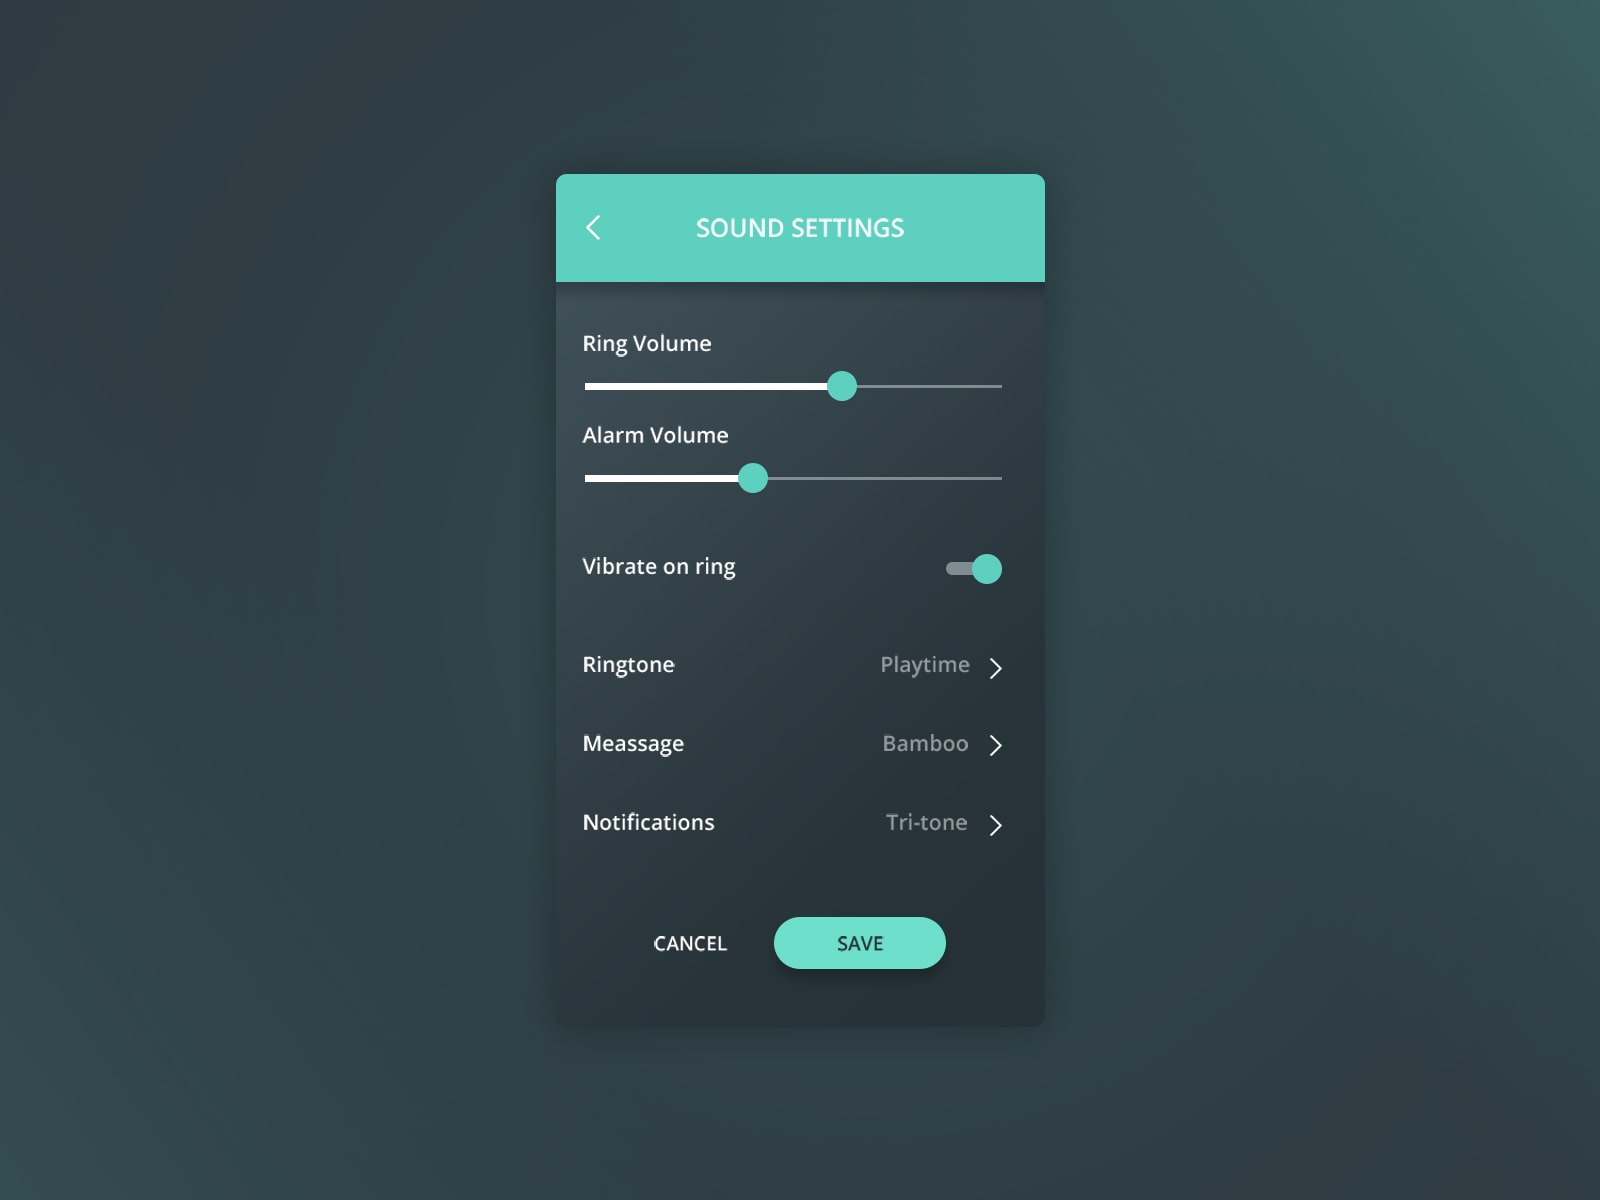 SOUND SETTINGS
Ring Volume
Alarm Volume
Vibrate on ring
Ringtone Playtime
Meassage Bamboo
Notifications Tri-tone
CANCEL SAVE